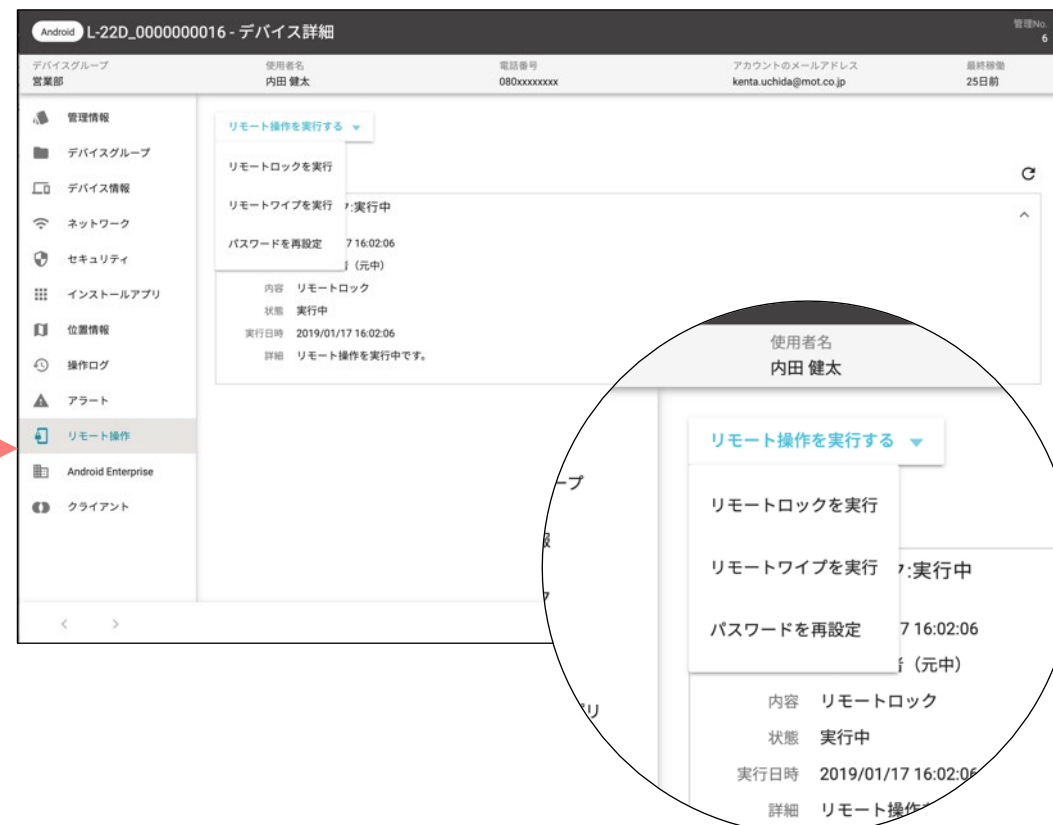 Android L-22D_0000000016 - デバイス詳細
管理No.
6
デバイスグループ 使用者名 電話番号 アカウントのメールアドレス 最終稼働
営業部 内田 健太 080xxxxxxxx kenta.uchida@mot.co.jp 25日前
管理情報
デバイスグループ
デバイス情報
ネットワーク
セキュリティ
インストールアプリ
位置情報
操作ログ
アラート
リモート操作
Android Enterprise
クライアント
リモート操作を実行する
リモートロックを実行
リモートワイプを実行
:実行中
パスワードを再設定
7 16:02:06
(元中)
内容 リモートロック
状態 実行中
実行日時 2019/01/17 16:02:06
詳細 リモート操作を実行中です。
使用者名
内田 健太
リモート操作を実行する
リモートロックを実行
ープ
リモートワイプを実行
:実行中
パスワードを再設定
7 16:02:06
(元中)
内容 リモートロック
プリ
状態 実行中
実行日時 2019/01/17 16:02:06
詳細 リモート操作